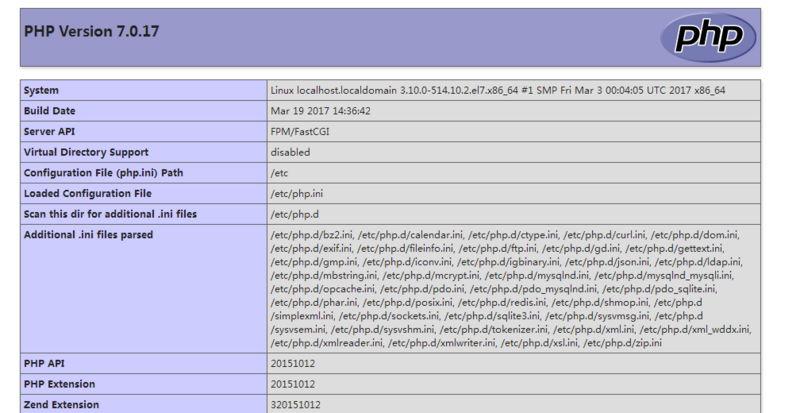 PHP Version 7.0.17
php
System Linux localhost.localdomain 3.10.0-514.10.2.el7.x86_64 #1 SMP Fri Mar 3 00:04:05 UTC 2017 x86_64
Build Date Mar 19 2017 14:36:42
Server API FPM/FastCGI
Virtual Directory Support disabled
Configuration File (php.ini) Path /etc
Loaded Configuration File /etc/php.ini
Scan this dir for additional .ini files /etc/php.d
Additional .ini files parsed /etc/php.d/bz2.ini, /etc/php.d/calendar.ini, /etc/php.d/ctype.ini, /etc/php.d/curl.ini, /etc/php.d/dom.ini,
/etc/php.d/exif.ini, /etc/php.d/fileinfo.ini, /etc/php.d/ftp.ini, /etc/php.d/gd.ini, /etc/php.d/gettext.ini,
/etc/php.d/gmp.ini, /etc/php.d/iconv.ini, /etc/php.d/igbinary.ini, /etc/php.d/json.ini, /etc/php.d/ldap.ini,
/etc/php.d/mbstring.ini, /etc/php.d/mcrypt.ini, /etc/php.d/mysqlnd.ini, /etc/php.d/mysqlnd_mysqli.ini,
/etc/php.d/opcache.ini, /etc/php.d/pdo.ini, /etc/php.d/pdo_mysqlnd.ini, /etc/php.d/pdo_sqlite.ini,
/etc/php.d/phar.ini, /etc/php.d/posix.ini, /etc/php.d/redis.ini, /etc/php.d/shmop.ini, /etc/php.d
/simplexml.ini, /etc/php.d/sockets.ini, /etc/php.d/sqlite3.ini, /etc/php.d/sysvmsg.ini, /etc/php.d
/sysvsem.ini, /etc/php.d/sysvshm.ini, /etc/php.d/tokenizer.ini, /etc/php.d/xml.ini, /etc/php.d/xml_wddx.ini,
/etc/php.d/xmlreader.ini, /etc/php.d/xmlwriter.ini, /etc/php.d/xsl.ini, /etc/php.d/zip.ini
PHP API 20151012
PHP Extension 20151012
Zend Extension 320151012